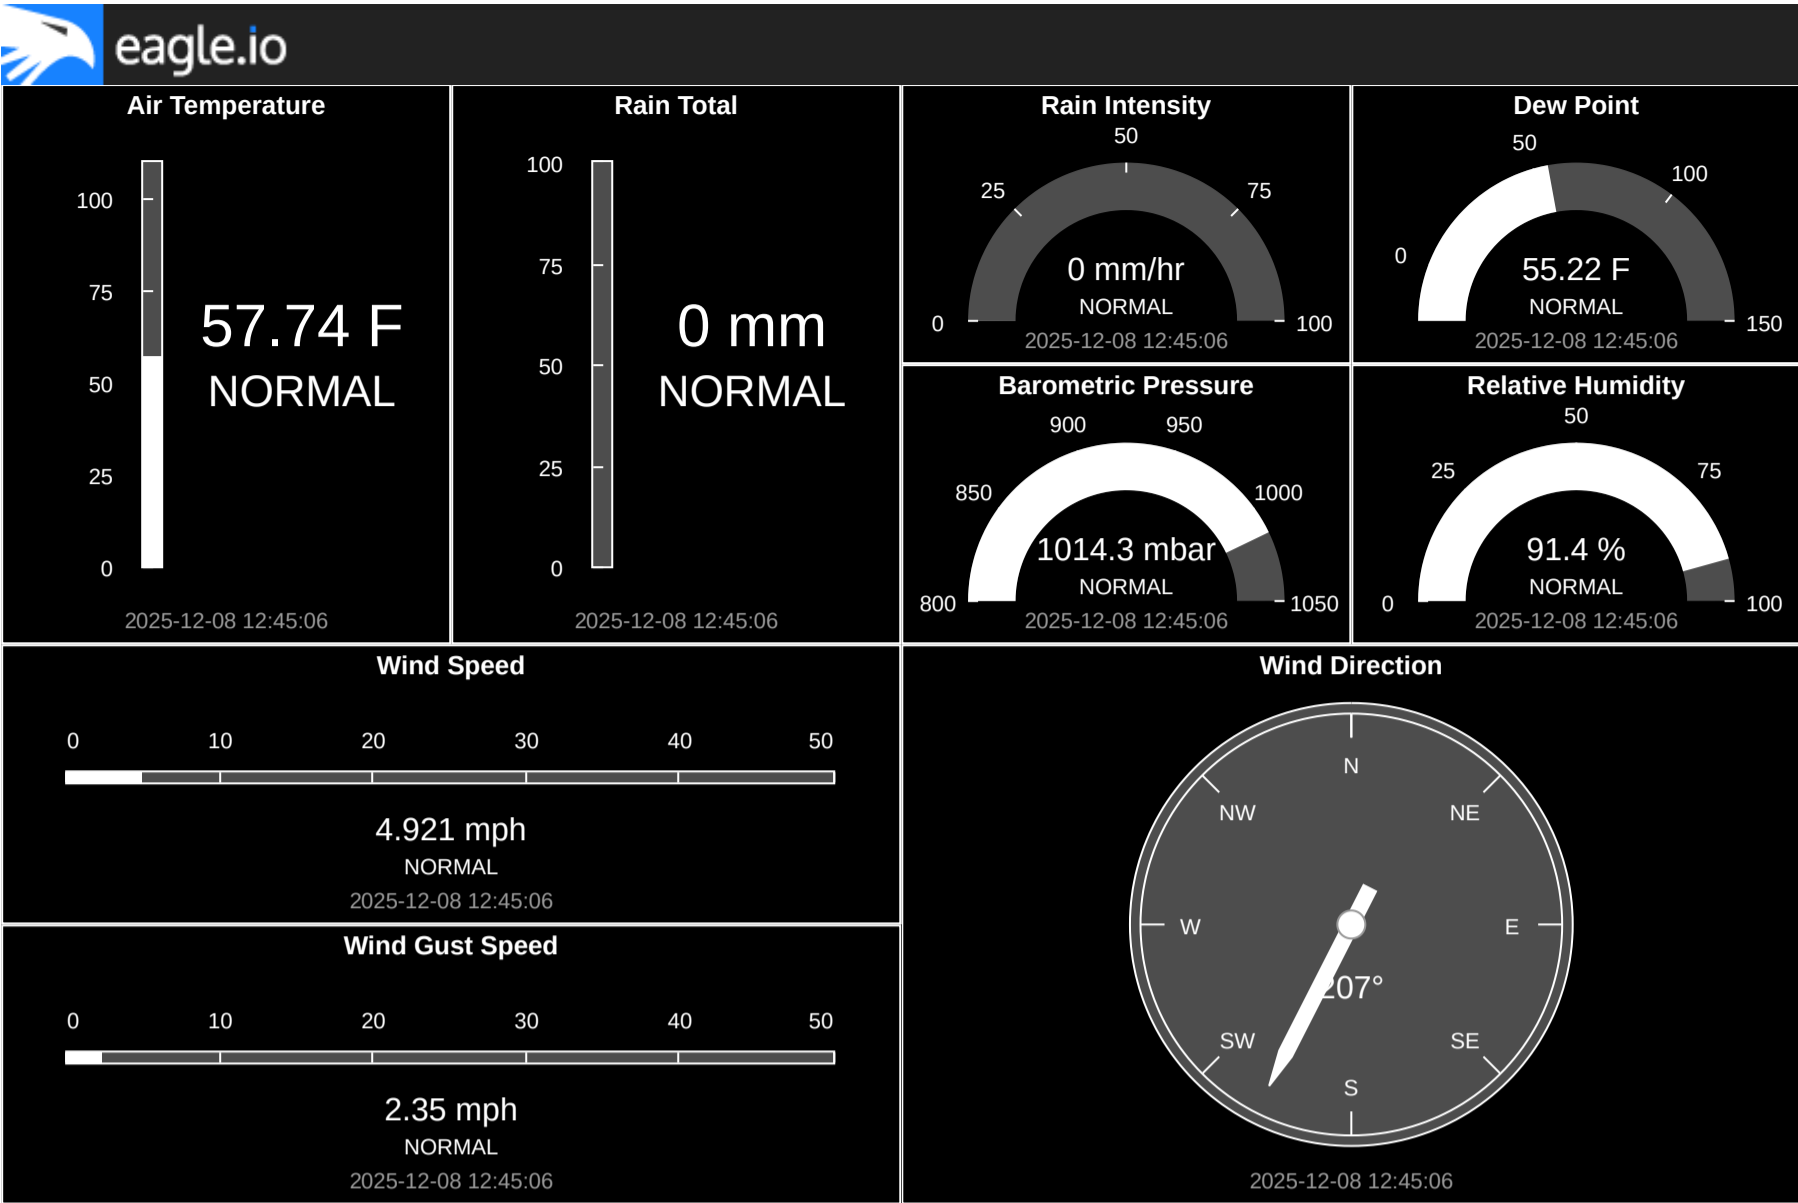 eagle.io
Air Temperature
100
75
50
25
0
57.74 F
NORMAL
2025-12-08 12:45:06
Rain Total
100
75
50
25
0
0 mm
NORMAL
2025-12-08 12:45:06
Rain Intensity
50
25
75
0
100
0 mm/hr
NORMAL
2025-12-08 12:45:06
Dew Point
50
100
0
150
55.22 F
NORMAL
2025-12-08 12:45:06
Barometric Pressure
900
950
850
1000
800
1050
1014.3 mbar
NORMAL
2025-12-08 12:45:06
Relative Humidity
50
25
75
0
100
91.4 %
NORMAL
2025-12-08 12:45:06
Wind Speed
0 10 20 30 40 50
4.921 mph
NORMAL
2025-12-08 12:45:06
Wind Gust Speed
0 10 20 30 40 50
2.35 mph
NORMAL
2025-12-08 12:45:06
Wind Direction
N
NW NE
W E
207°
SW SE
S
2025-12-08 12:45:06